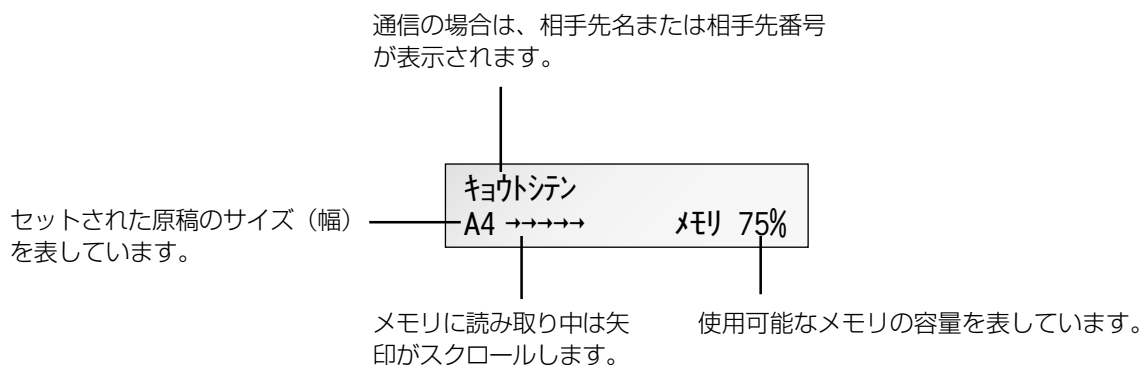 通信の場合は、相手先名または相手先番号
が表示されます。
キョウトシテン
A4 →→→→→ メモリ 75%
セットされた原稿のサイズ（幅）
を表しています。
メモリに読み取り中は矢
印がスクロールします。
使用可能なメモリの容量を表しています。